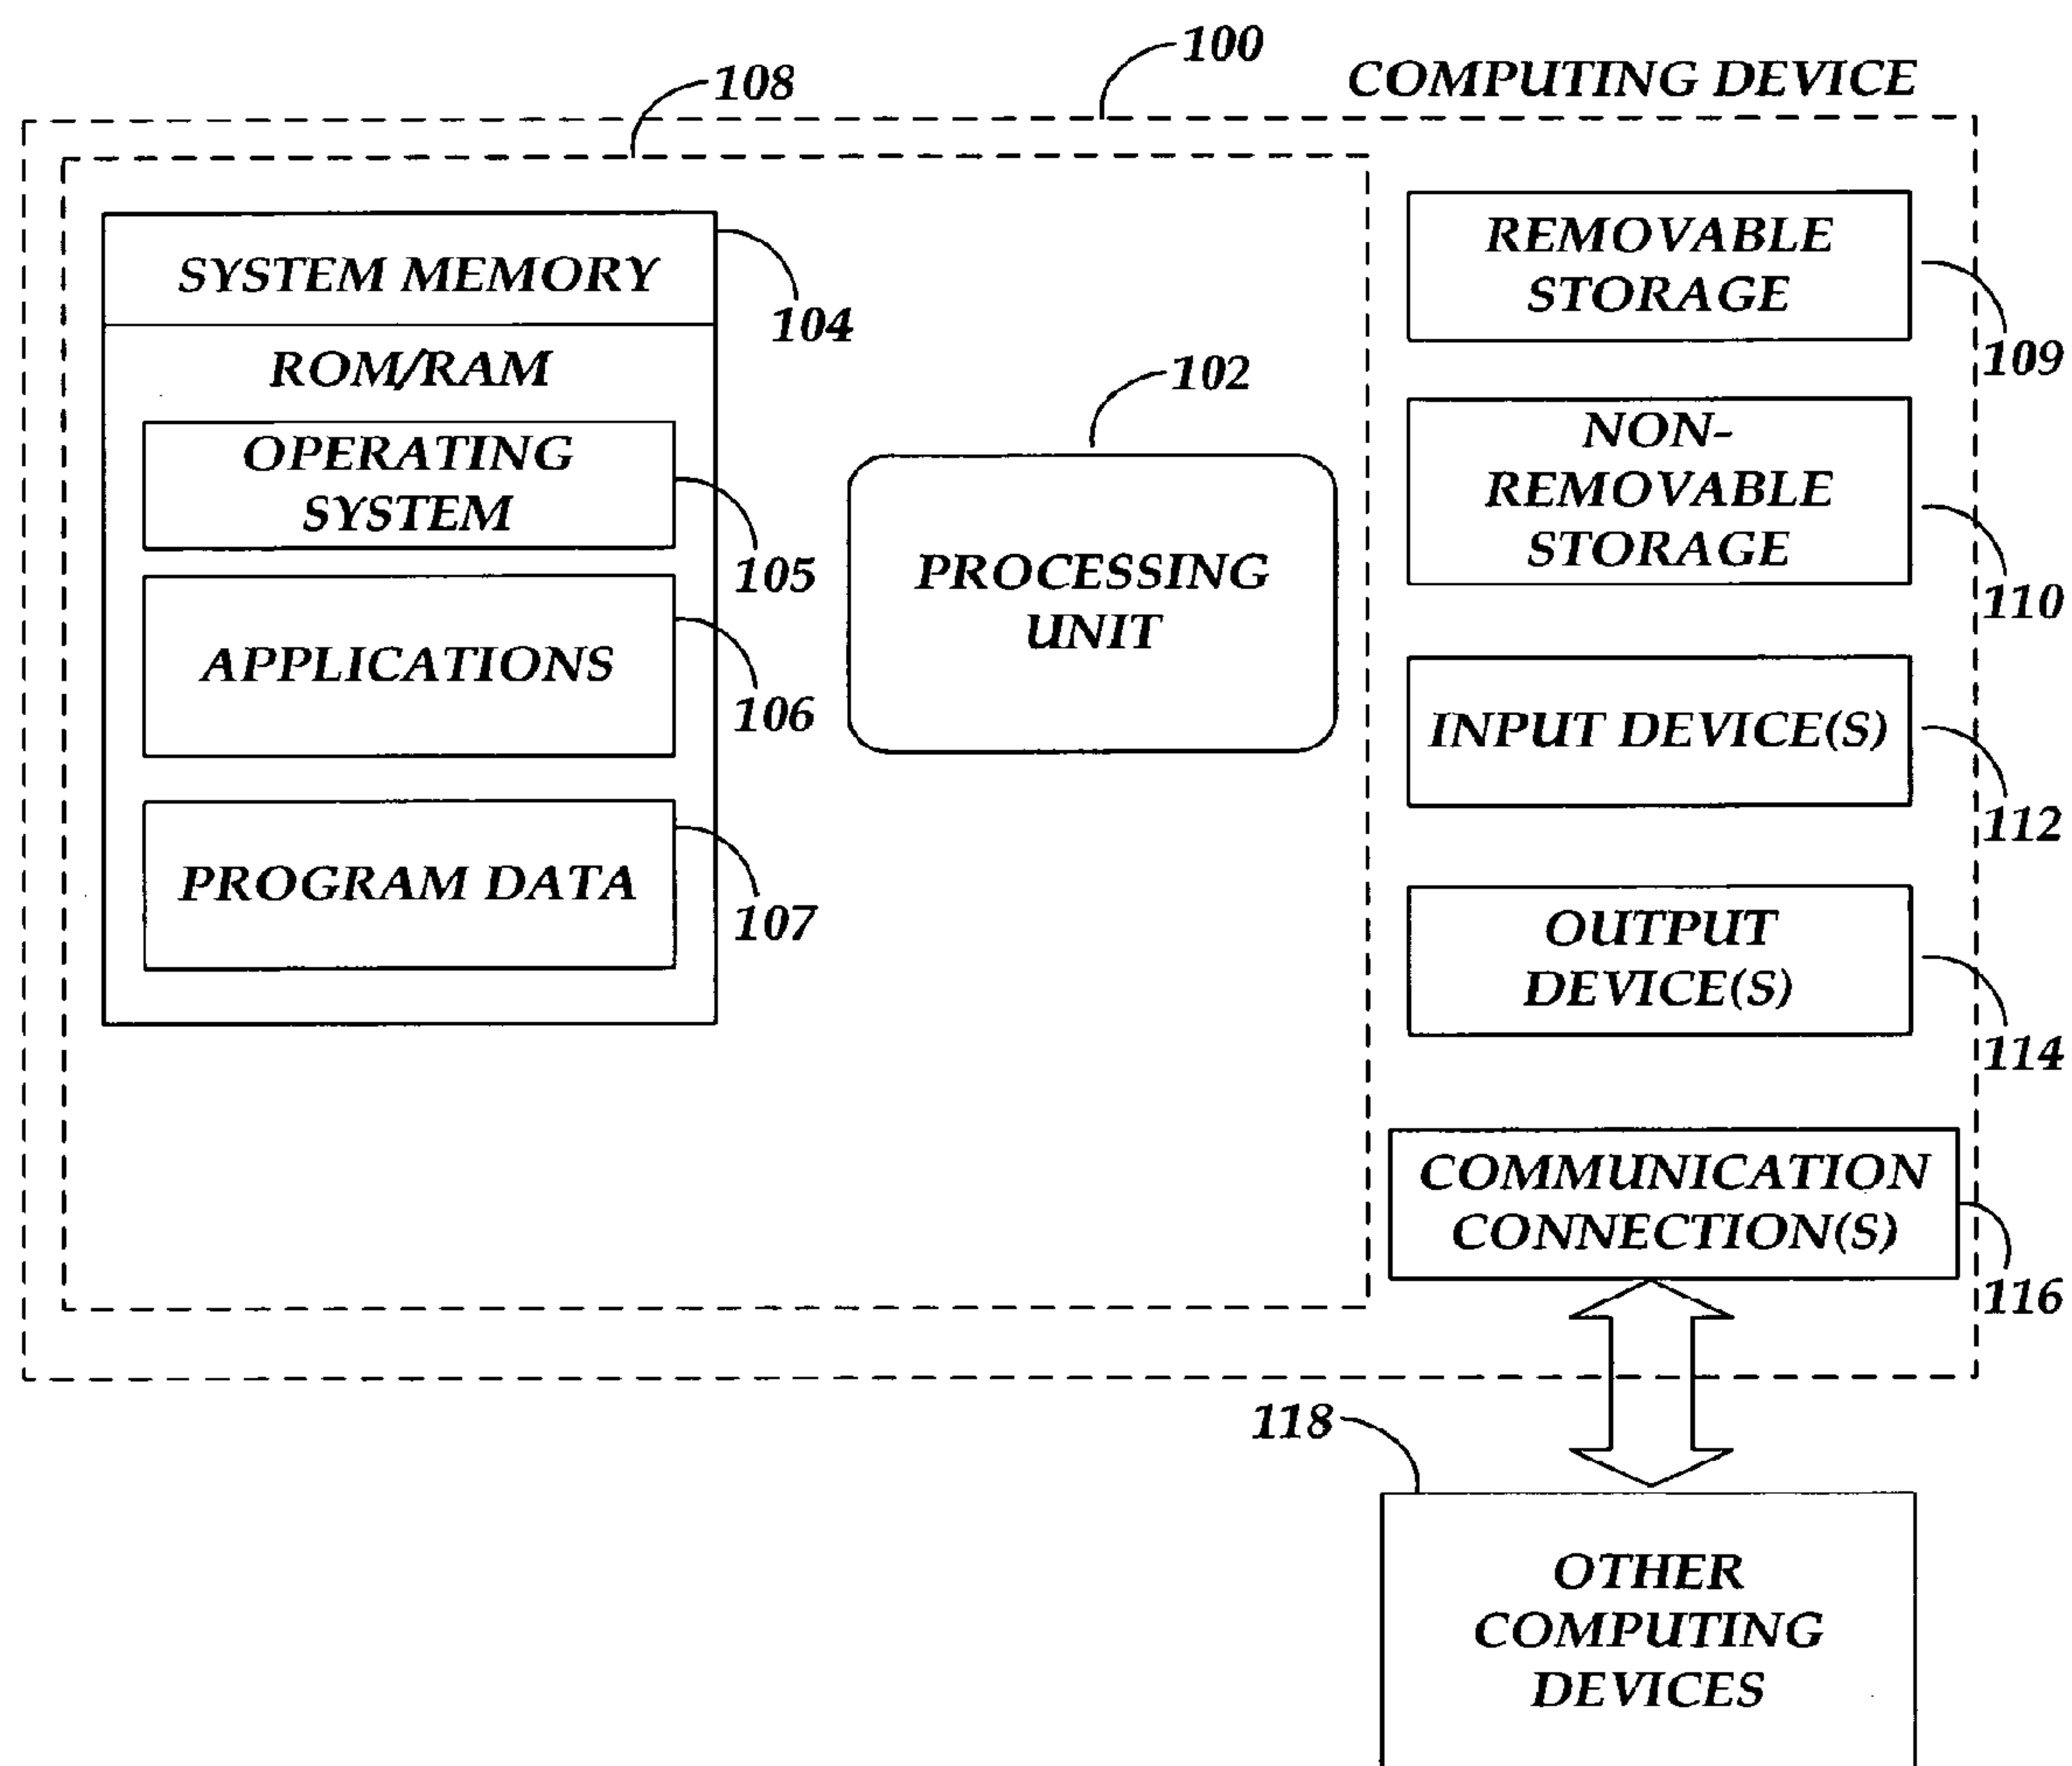 100
COMPUTING DEVICE
108
SYSTEM MEMORY
104
ROM/RAM
OPERATING
SYSTEM
105
APPLICATIONS
106
PROGRAM DATA
107
102
PROCESSING
UNIT
REMOVABLE
STORAGE
109
NON-
REMOVABLE
STORAGE
110
INPUT DEVICE(S)
112
OUTPUT
DEVICE(S)
114
COMMUNICATION
CONNECTION(S)
116
118
OTHER
COMPUTING
DEVICES